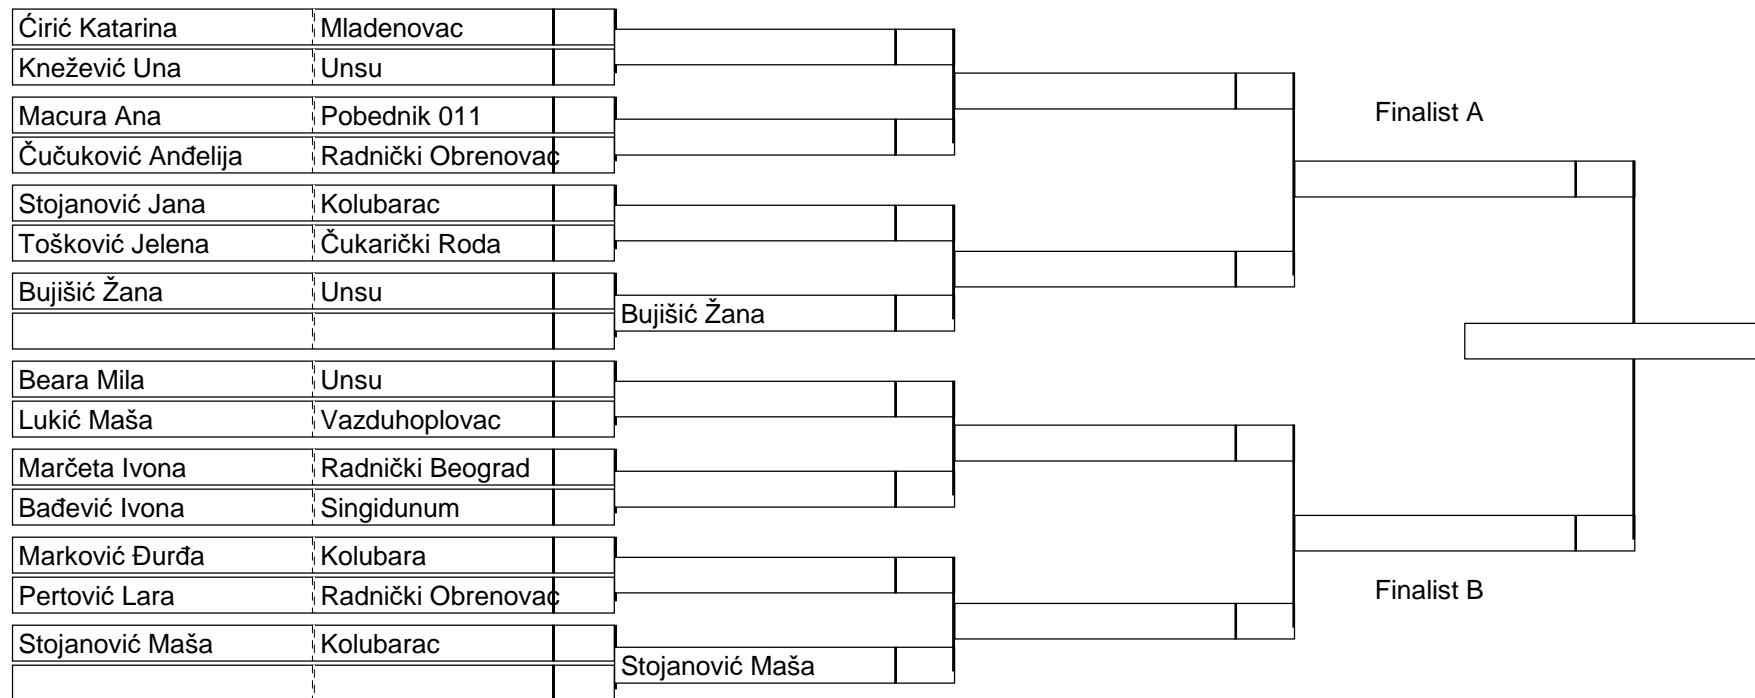 Ćirić Katarina Mladenovac
Knežević Una Unsu
Macura Ana Pobednik 011
Finalist A
Čučuković Anđelija Radnički Obrenovac
Stojanović Jana Kolubarac
Tošković Jelena Čukarički Roda
Bujišić Žana Unsu
Bujišić Žana
Beara Mila Unsu
Lukić Maša Vazduhoplovac
Marčeta Ivona Radnički Beograd
Bađević Ivona Singidunum
Marković Đurđa Kolubara
Pertović Lara Radnički Obrenovac
Finalist B
Stojanović Maša Kolubarac
Stojanović Maša